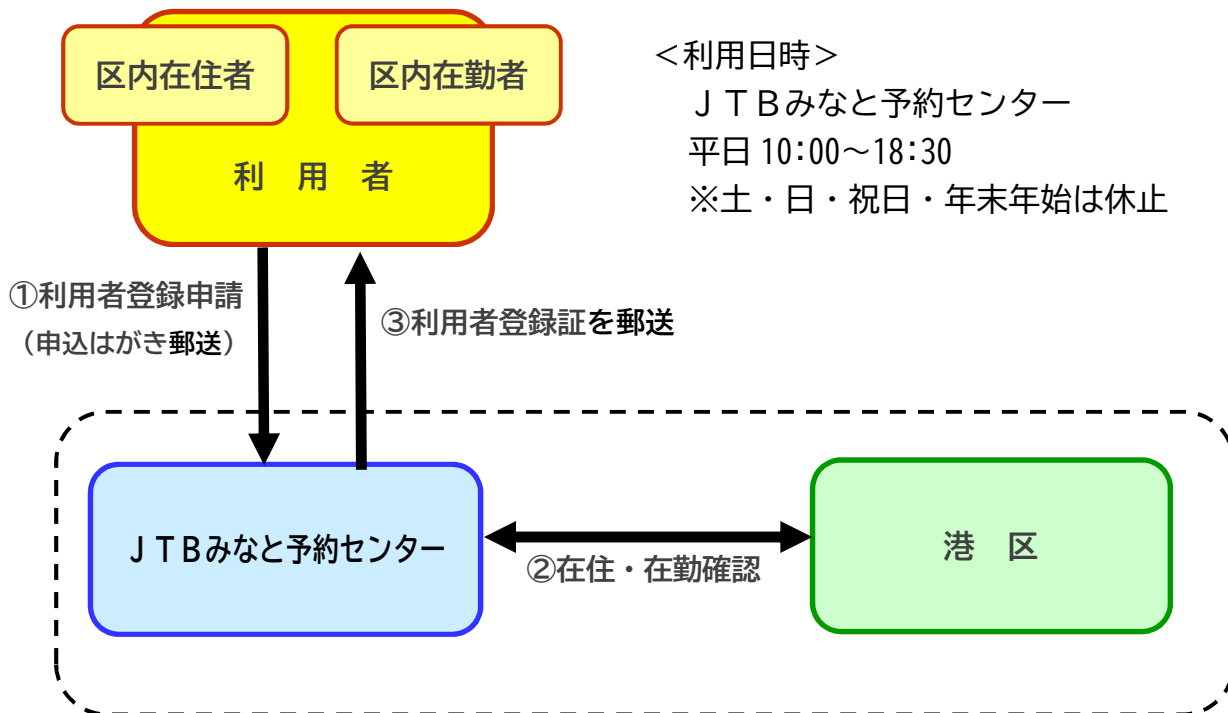 区内在住者
区内在勤者
利　用　者
＜利用日時＞
ＪＴＢみなと予約センター
平日 10:00～18:30
※土・日・祝日・年末年始は休止
①利用者登録申請
（申込はがき郵送）
③利用者登録証を郵送
ＪＴＢみなと予約センター
②在住・在勤確認
港　区